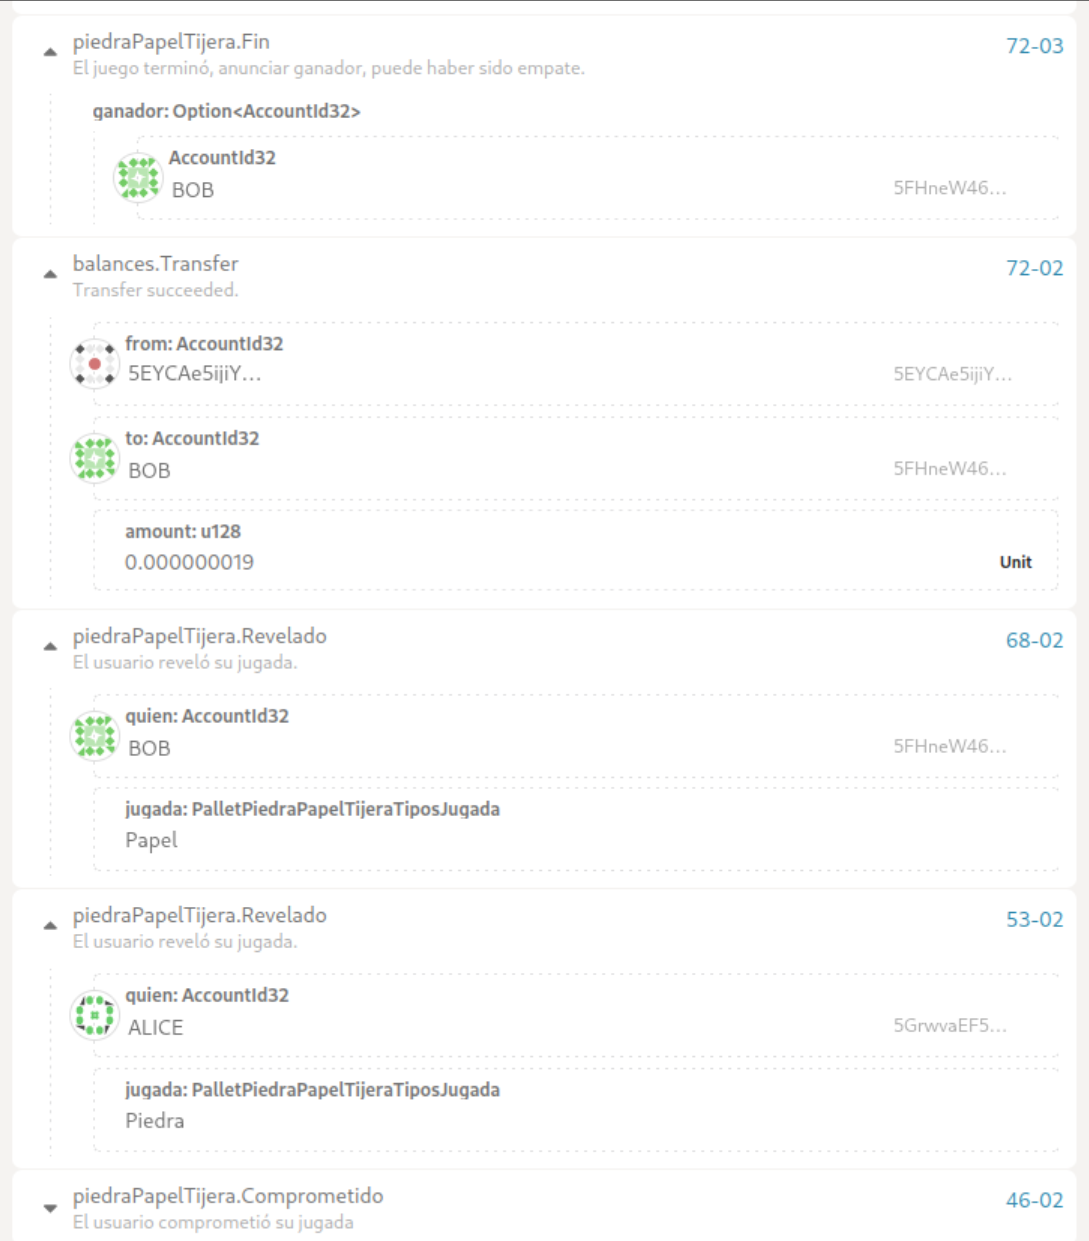 piedraPapelTijera.Fin
72-03
El juego terminó, anunciar ganador, puede haber sido empate.
ganador: Option<AccountId32>
AccountId32
BOB
5FHneW46…
balances.Transfer
72-02
Transfer succeeded.
from: AccountId32
5EYCAe5ijiY…
5EYCAe5ijiY…
to: AccountId32
BOB
5FHneW46…
amount: u128
0.000000019
Unit
piedraPapelTijera.Revelado
68-02
El usuario reveló su jugada.
quien: AccountId32
BOB
5FHneW46…
jugada: PalletPiedraPapelTijeraTiposJugada
Papel
piedraPapelTijera.Revelado
53-02
El usuario reveló su jugada.
quien: AccountId32
ALICE
5GrwvaEF5…
jugada: PalletPiedraPapelTijeraTiposJugada
Piedra
piedraPapelTijera.Comprometido
46-02
El usuario comprometió su jugada